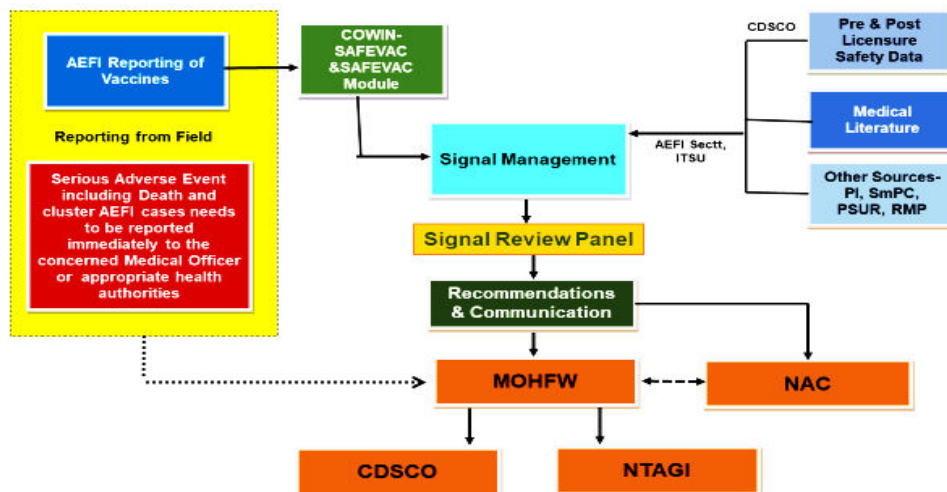 AEFI Reporting of
Vaccines
Reporting from Field
Serious Adverse Event
including Death and
cluster AEFI cases needs
to be reported
immediately to the
concerned Medical Officer
or appropriate health
authorities
COWIN-
SAFEVAC
&SAFEVAC
Module
Signal Management
CDSCO
AEFI Sectt,
ITSU
Pre & Post
Licensure
Safety Data
Medical
Literature
Other Sources-
PI, SmPC,
PSUR, RMP
Signal Review Panel
Recommendations
& Communication
MOHFW
NAC
CDSCO
NTAGI